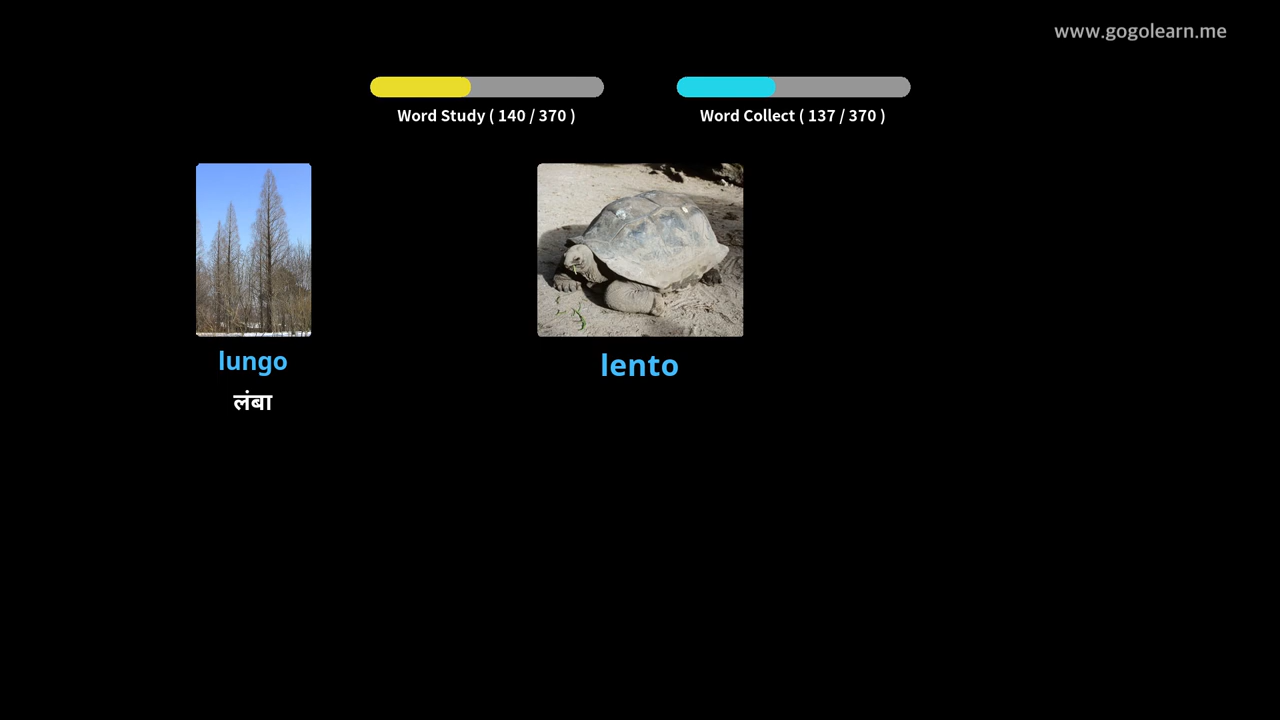 www.gogolearn.me
Word Study ( 140 / 370 )
Word Collect ( 137 / 370 )
lungo
लंबा
lento